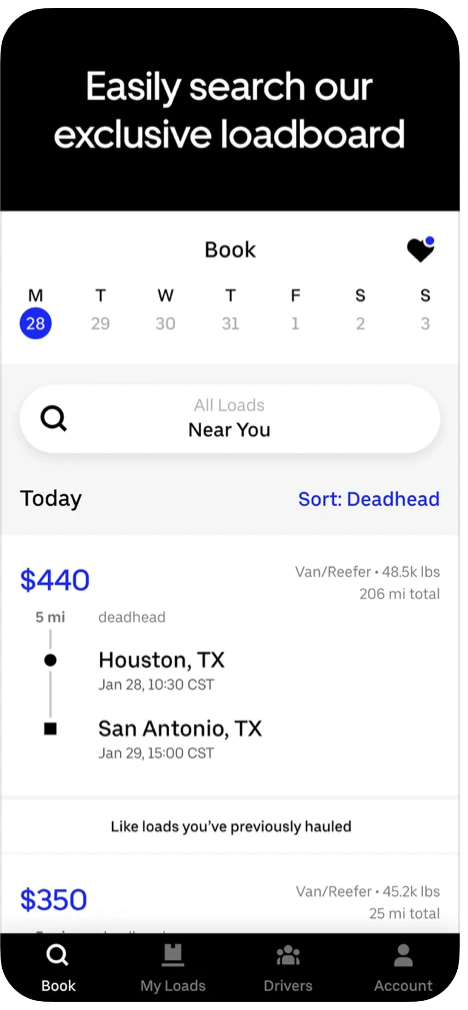 Easily search our
exclusive loadboard
Book
M T W T F S S
28 29 30 31 1 2 3
All Loads
Near You
Today Sort: Deadhead
$440 Van/Reefer • 48.5k lbs
206 mi total
5 mi deadhead
Houston, TX
Jan 28, 10:30 CST
San Antonio, TX
Jan 29, 15:00 CST
Like loads you’ve previously hauled
$350 Van/Reefer • 45.2k lbs
25 mi total
Book My Loads Drivers Account